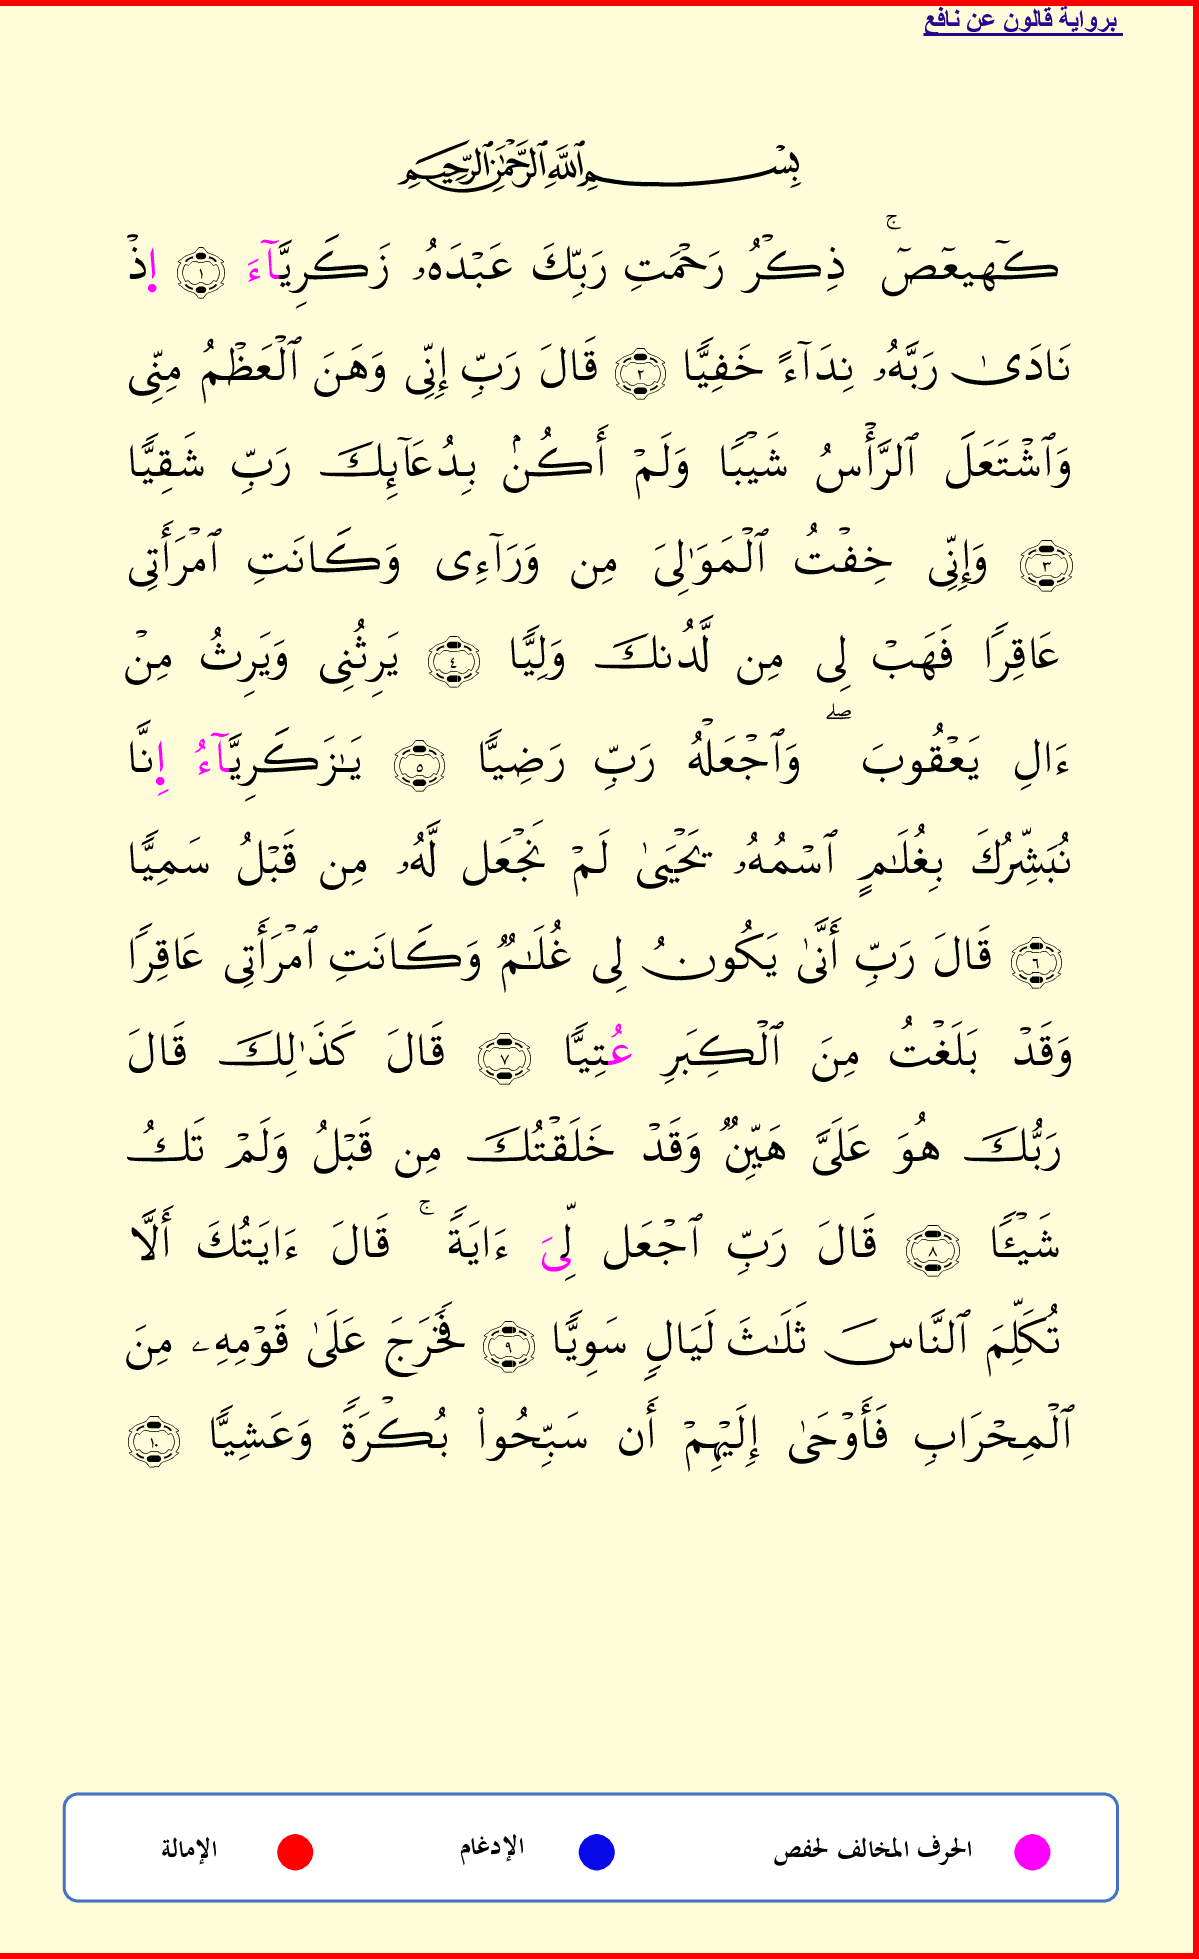 برواية قالون عن نافع
بِسْمِ ٱللَّهِ ٱلرَّحْمَٰنِ ٱلرَّحِيمِ
كٓهيعٓصٓۚ ذِكْرُ رَحْمَتِ رَبِّكَ عَبْدَهُۥ زَكَرِيَّآءَ ١ إِذْ
نَادَىٰ رَبَّهُۥ نِدَآءً خَفِيًّا ٢ قَالَ رَبِّ إِنِّى وَهَنَ ٱلْعَظْمُ مِنِّى
وَٱشْتَعَلَ ٱلرَّأْسُ شَيْبًا وَلَمْ أَكُنۢ بِدُعَآئِكَ رَبِّ شَقِيًّا
٣ وَإِنِّى خِفْتُ ٱلْمَوَٰلِىَ مِن وَرَآءِى وَكَانَتِ ٱمْرَأَتِى
عَاقِرًا فَهَبْ لِى مِن لَّدُنكَ وَلِيًّا ٤ يَرِثُنِى وَيَرِثُ مِنْ
ءَالِ يَعْقُوبَۖ وَٱجْعَلْهُ رَبِّ رَضِيًّا ٥ يَـٰزَكَرِيَّآءُ إِنَّا
نُبَشِّرُكَ بِغُلَـٰمٍ ٱسْمُهُۥ يَحْيَىٰ لَمْ نَجْعَل لَّهُۥ مِن قَبْلُ سَمِيًّا
٦ قَالَ رَبِّ أَنَّىٰ يَكُونُ لِى غُلَـٰمٌ وَكَانَتِ ٱمْرَأَتِى عَاقِرًا
وَقَدْ بَلَغْتُ مِنَ ٱلْكِبَرِ عُتِيًّا ٧ قَالَ كَذَٰلِكَ قَالَ
رَبُّكَ هُوَ عَلَىَّ هَيِّنٌ وَقَدْ خَلَقْتُكَ مِن قَبْلُ وَلَمْ تَكُ
شَيْـًٔا ٨ قَالَ رَبِّ ٱجْعَل لِّىَ ءَايَةًۚ قَالَ ءَايَتُكَ أَلَّا
تُكَلِّمَ ٱلنَّاسَ ثَلَـٰثَ لَيَالٍ سَوِيًّا ٩ فَخَرَجَ عَلَىٰ قَوْمِهِۦ مِنَ
ٱلْمِحْرَابِ فَأَوْحَىٰ إِلَيْهِمْ أَن سَبِّحُوا۟ بُكْرَةً وَعَشِيًّا ١٠
الحرف المخالف لحفص الإدغام الإمالة